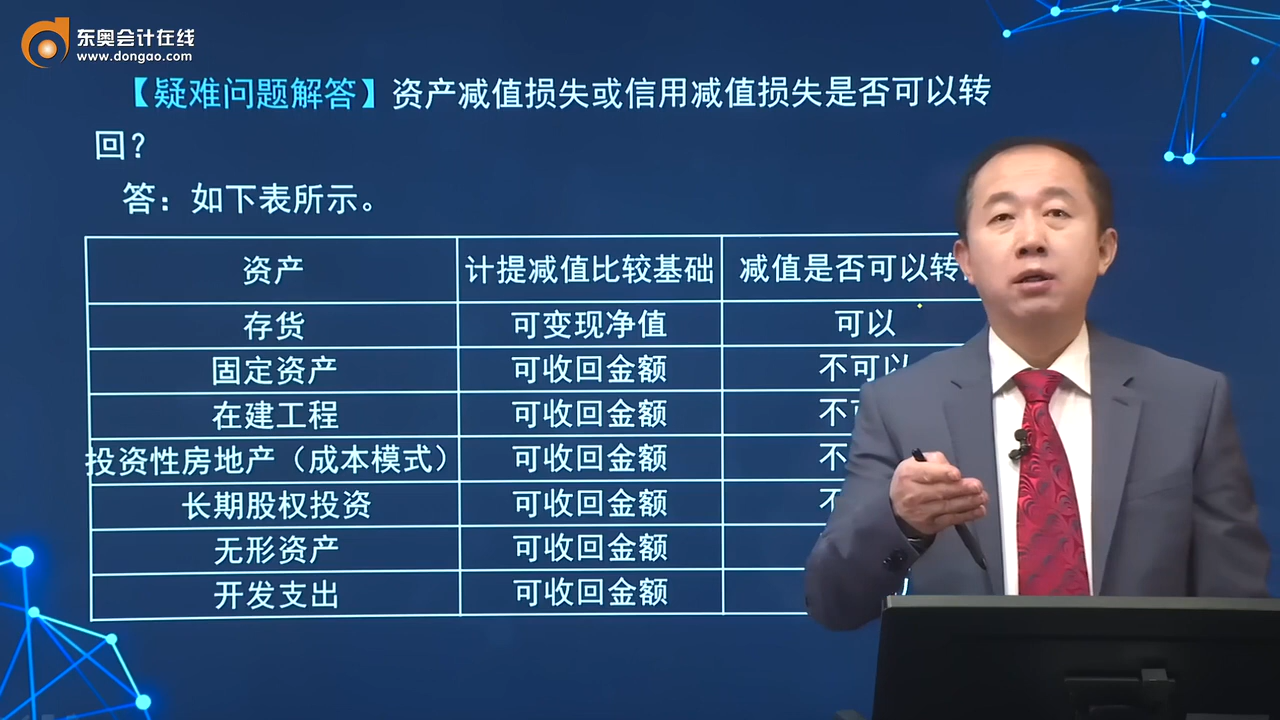 东奥会计在线
www.dongao.com
【疑难问题解答】资产减值损失或信用减值损失是否可以转
回？
答：如下表所示。
资产 计提减值比较基础 减值是否可以转
存货 可变现净值 可以
固定资产 可收回金额 不可以
在建工程 可收回金额 不
投资性房地产（成本模式） 可收回金额 不
长期股权投资 可收回金额 不
无形资产 可收回金额
开发支出 可收回金额